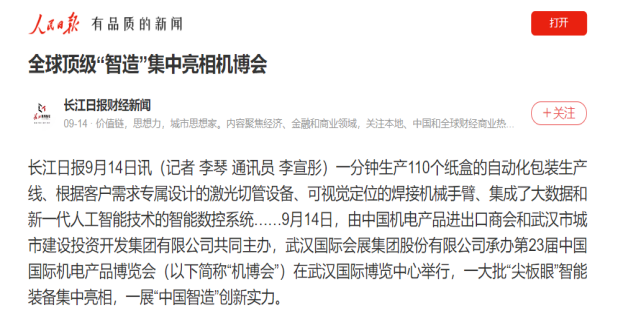 人民日报 有品质的新闻
打开
全球顶级“智造”集中亮相机博会
长江日报财经新闻
09-14 · 价值链，思想力，城市思想家。内容聚焦经济、金融和商业领域，关注本地、中国和全球财经商业热...
＋关注
长江日报9月14日讯（记者 李琴 通讯员 李宣彤）一分钟生产110个纸盒的自动化包装生产
线、根据客户需求专属设计的激光切管设备、可视觉定位的焊接机械手臂、集成了大数据和
新一代人工智能技术的智能数控系统……9月14日，由中国机电产品进出口商会和武汉市城
市建设投资开发集团有限公司共同主办，武汉国际会展集团股份有限公司承办第23届中国
国际机电产品博览会（以下简称“机博会”）在武汉国际博览中心举行，一大批“尖板眼”智能
装备集中亮相，一展“中国智造”创新实力。